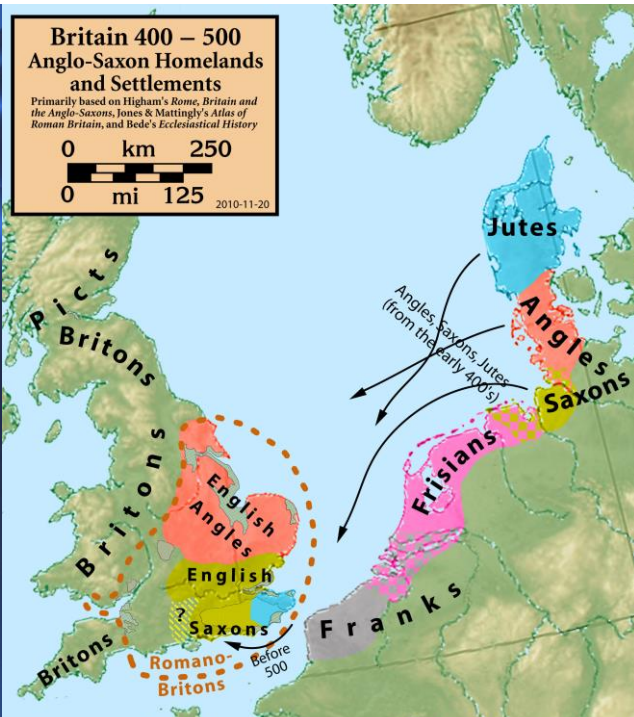 Britain 400 – 500
Anglo-Saxon Homelands
and Settlements
Primarily based on Higham's Rome, Britain and
the Anglo-Saxons, Jones & Mattingly's Atlas of
Roman Britain, and Bede's Ecclesiastical History
0 km 250
0 mi 125
2010-11-20
Jutes
Angles
Saxons
Angles, Saxons, Jutes
(from the early 400's)
Frisians
Franks
Picts
Britons
Britons
Britons
English
Angles
English
Saxons
?
Romano-
Britons
Before
500